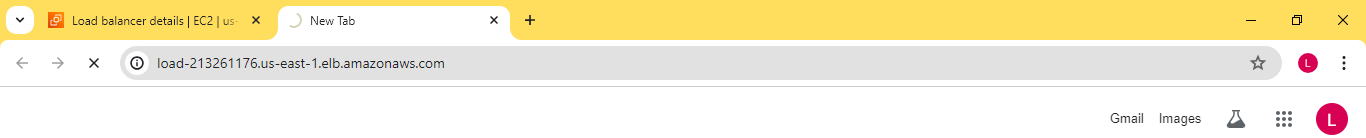 Load balancer details | EC2 | us-
New Tab
load-213261176.us-east-1.elb.amazonaws.com
L
Gmail Images
L